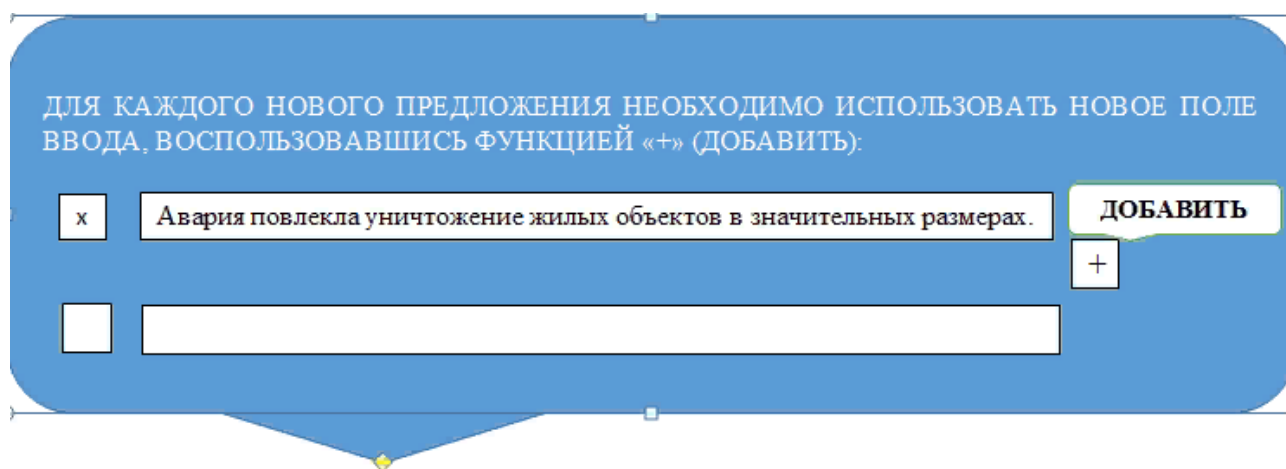 ДЛЯ КАЖДОГО НОВОГО ПРЕДЛОЖЕНИЯ НЕОБХОДИМО ИСПОЛЬЗОВАТЬ НОВОЕ ПОЛЕ
ВВОДА, ВОСПОЛЬЗОВАВШИСЬ ФУНКЦИЕЙ «+» (ДОБАВИТЬ):
x Авария повлекла уничтожение жилых объектов в значительных размерах. ДОБАВИТЬ
+